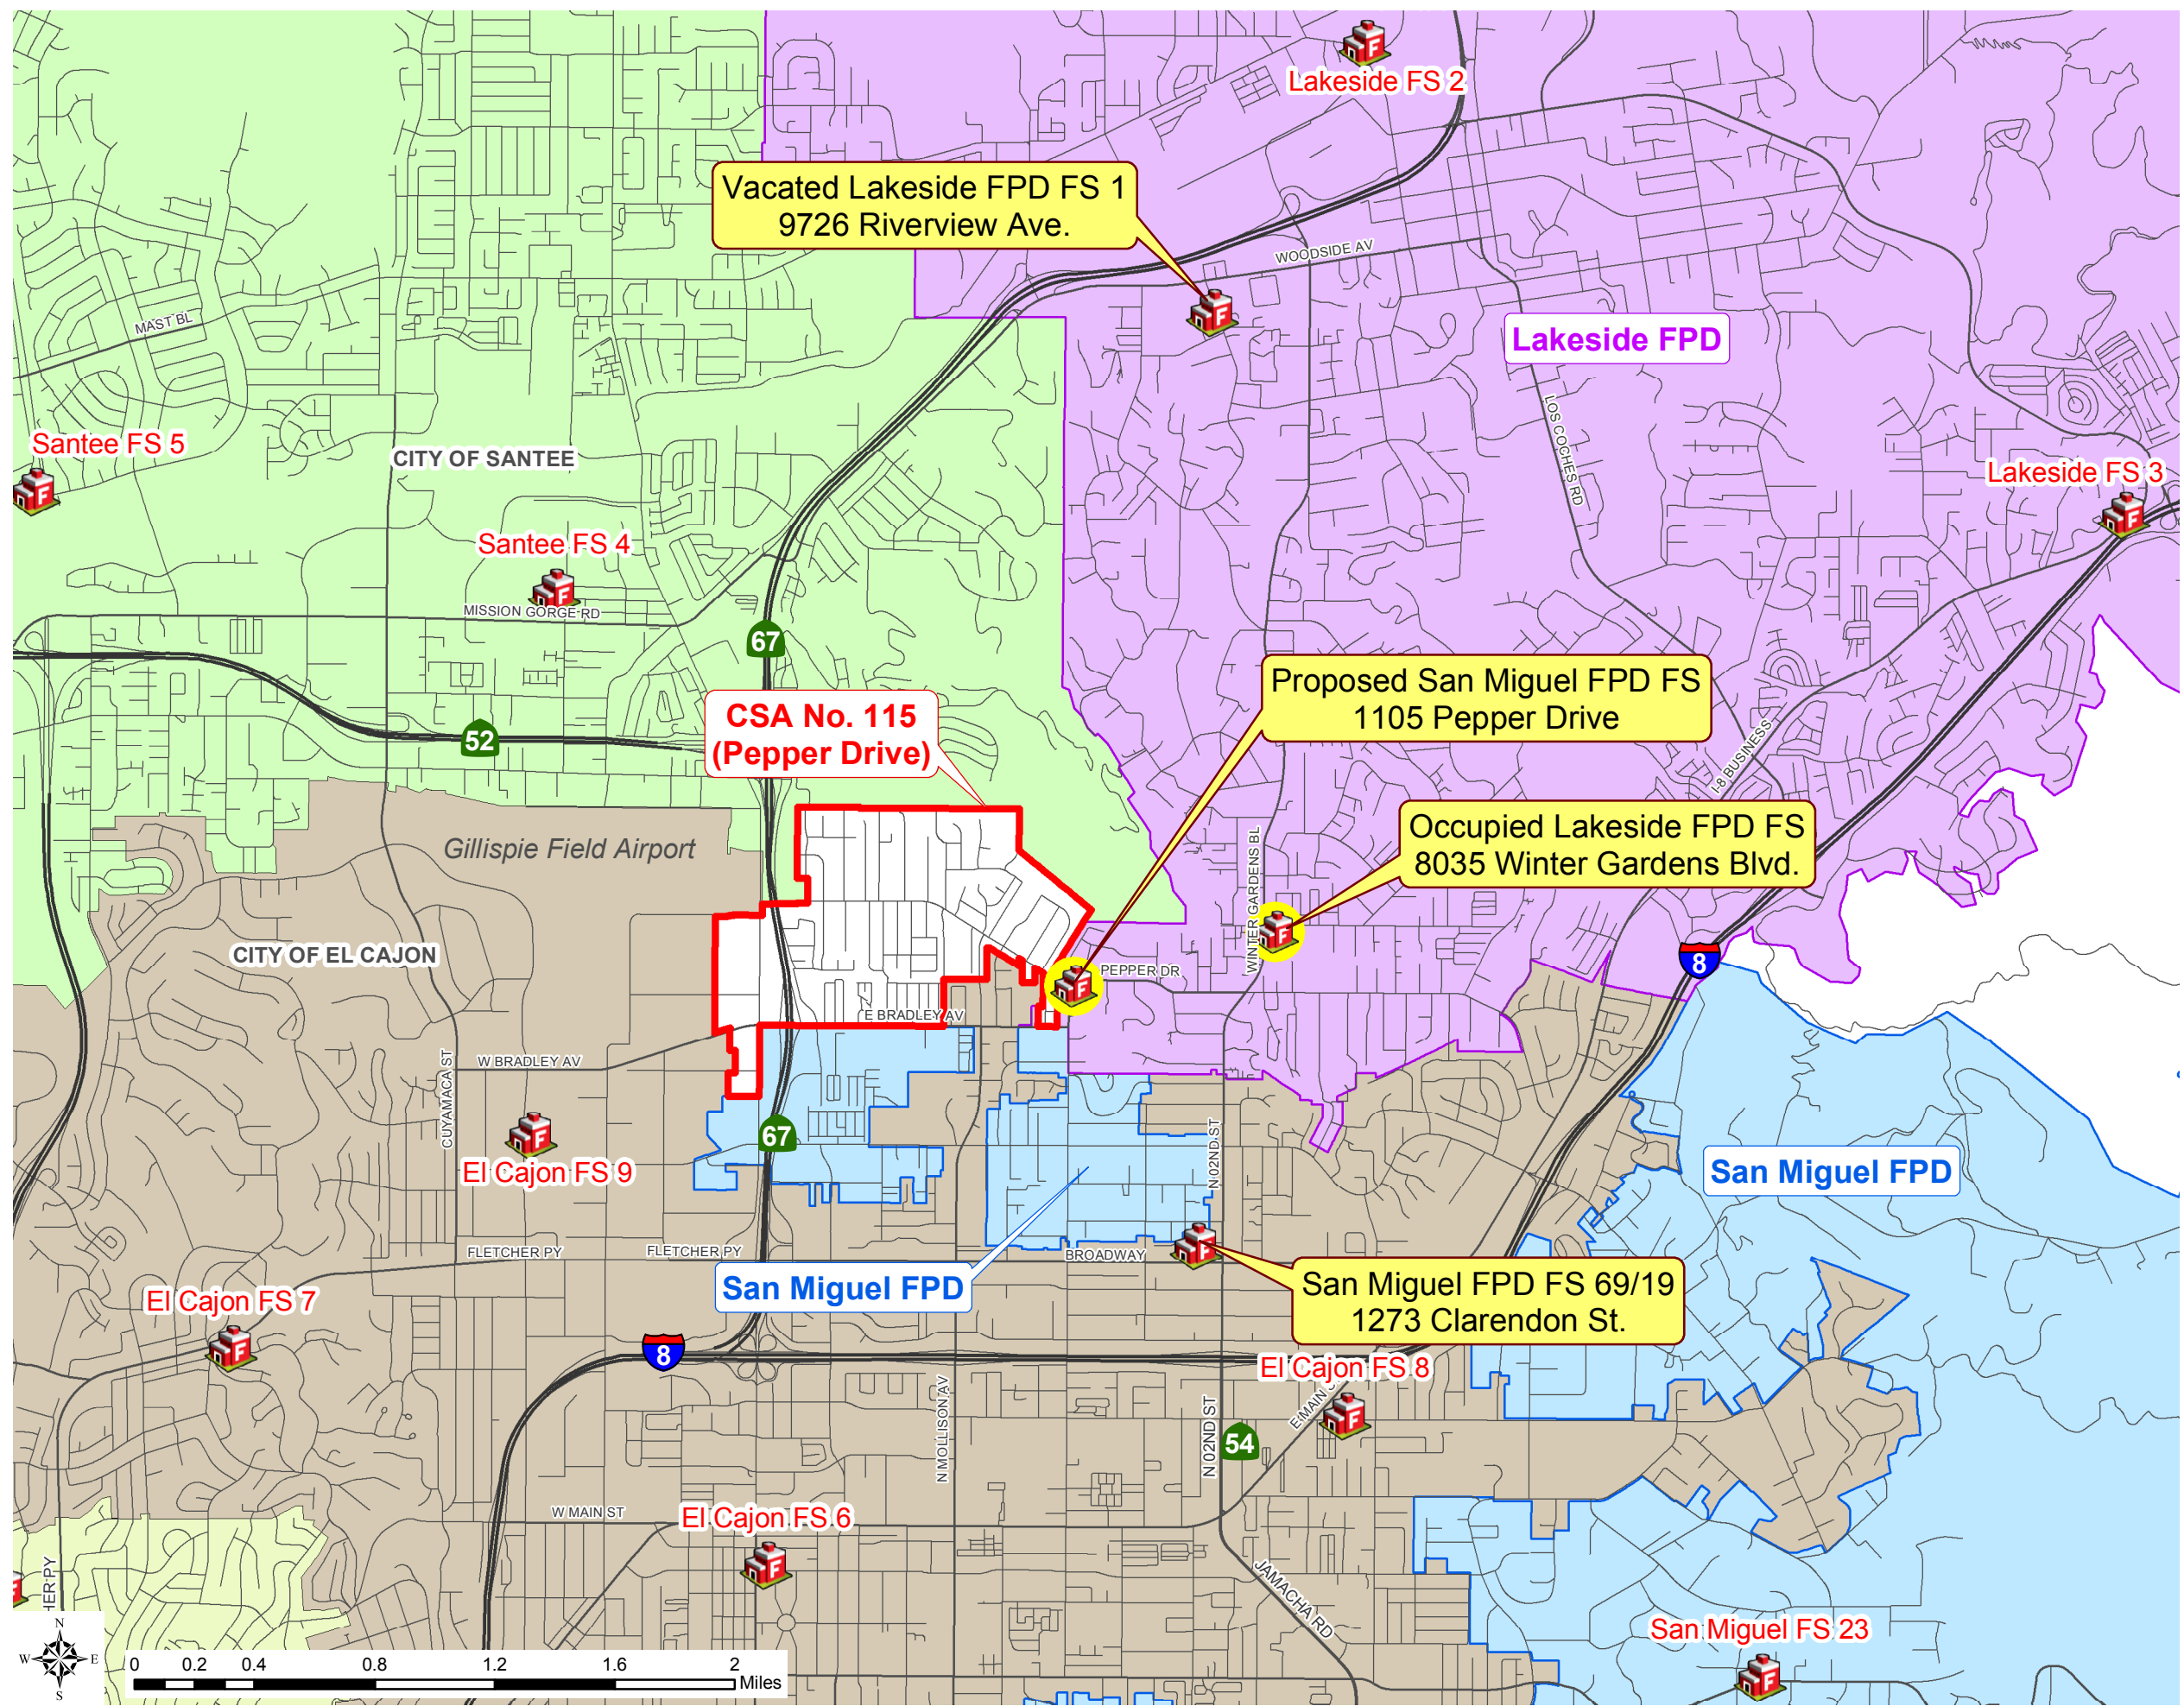 Lakeside FS 2
Vacated Lakeside FPD FS 1
9726 Riverview Ave.
WOODSIDE AV
MAST BL
Lakeside FPD
LOS COCHES RD
Santee FS 5
CITY OF SANTEE
Lakeside FS 3
Santee FS 4
MISSION GORGE RD
67
Proposed San Miguel FPD FS
1105 Pepper Drive
CSA No. 115
(Pepper Drive)
52
I-8 BUSINESS
Occupied Lakeside FPD FS
8035 Winter Gardens Blvd.
Gillispie Field Airport
WINTER GARDENS BL
CITY OF EL CAJON
8
PEPPER DR
E BRADLEY AV
W BRADLEY AV
CUYAMACA ST
67
El Cajon FS 9
N 02ND ST
San Miguel FPD
FLETCHER PY
FLETCHER PY
BROADWAY
San Miguel FPD
San Miguel FPD FS 69/19
1273 Clarendon St.
El Cajon FS 7
8
El Cajon FS 8
N MOLLISON AV
N 02ND ST
E MAIN
54
W MAIN ST
El Cajon FS 6
JAMACHA RD
HER PY
San Miguel FS 23
N
W E
S
0 0.2 0.4 0.8 1.2 1.6 2
Miles